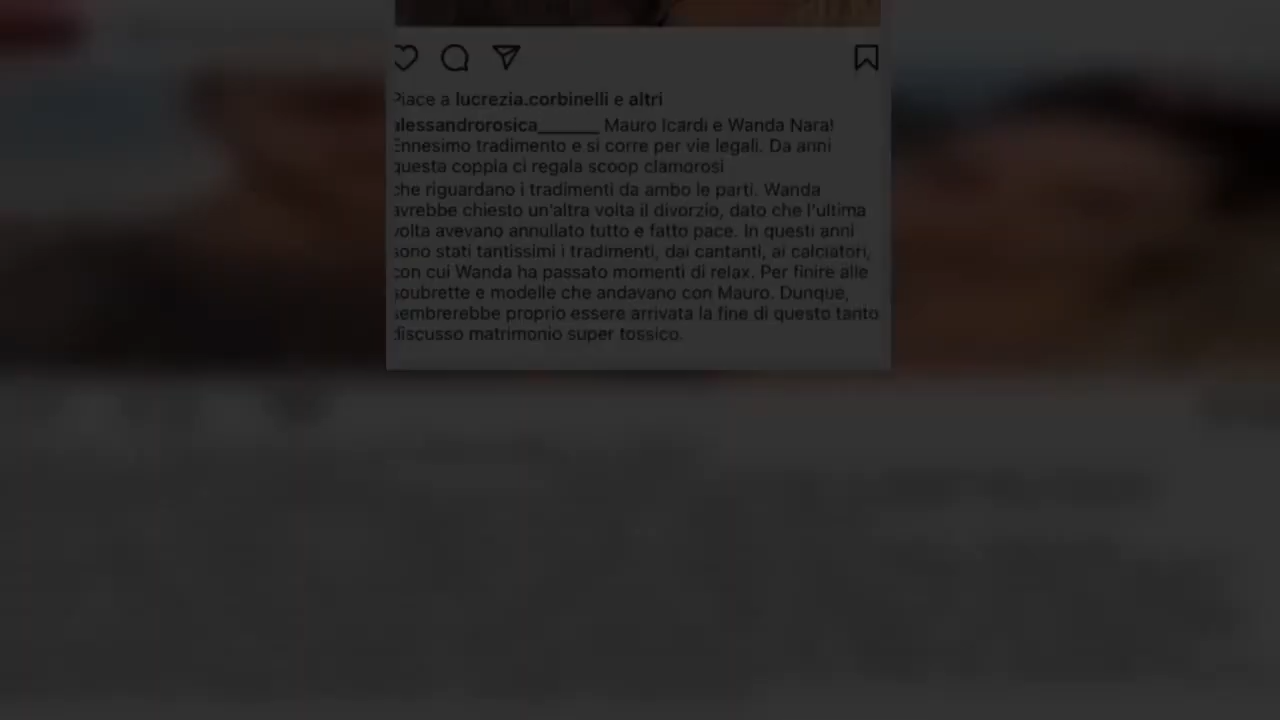 Piace a lucrezia.corbinelli e altri
alessandrorosica_______ Mauro Icardi e Wanda Nara!
Ennesimo tradimento e si corre per vie legali. Da anni
questa coppia ci regala scoop clamorosi
che riguardano i tradimenti da ambo le parti. Wanda
avrebbe chiesto un'altra volta il divorzio, dato che l'ultima
volta avevano annullato tutto e fatto pace. In questi anni
sono stati tantissimi i tradimenti, dai cantanti, ai calciatori,
con cui Wanda ha passato momenti di relax. Per finire alle
soubrette e modelle che andavano con Mauro. Dunque,
sembrerebbe proprio essere arrivata la fine di questo tanto
discusso matrimonio super tossico.